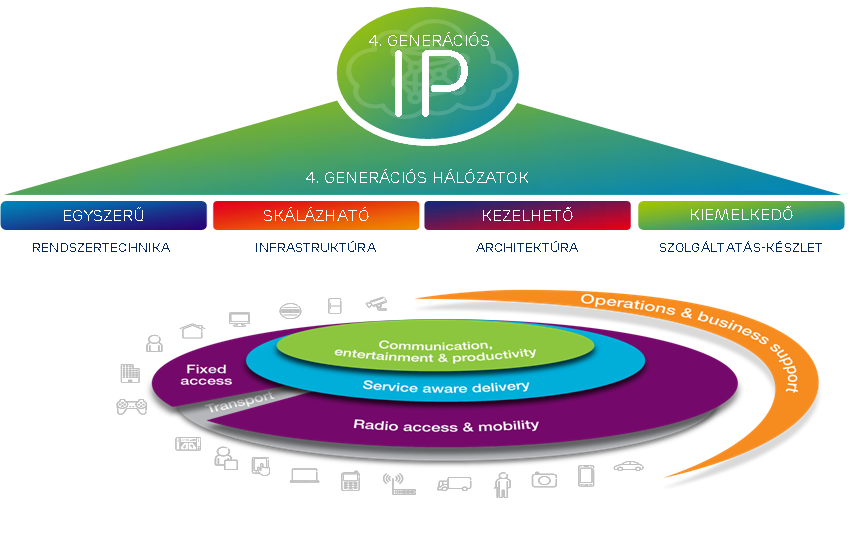 4. GENERÁCIÓS
IP
4. GENERÁCIÓS HÁLÓZATOK
EGYSZERŰ
SKÁLÁZHATÓ
KEZELHETŐ
KIEMELKEDŐ
RENDSZERTECHNIKA
INFRASTRUKTÚRA
ARCHITEKTÚRA
SZOLGÁLTATÁS-KÉSZLET
Operations & business support
Communication,
entertainment & productivity
Fixed
access
Service aware delivery
Transport
Radio access & mobility